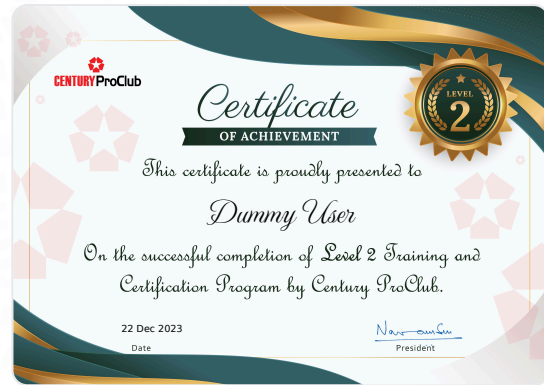 CENTURY ProClub
Certificate
OF ACHIEVEMENT
LEVEL
2
This certificate is proudly presented to
Dummy User
On the successful completion of Level 2 Training and
Certification Program by Century ProClub.
22 Dec 2023
Date
President